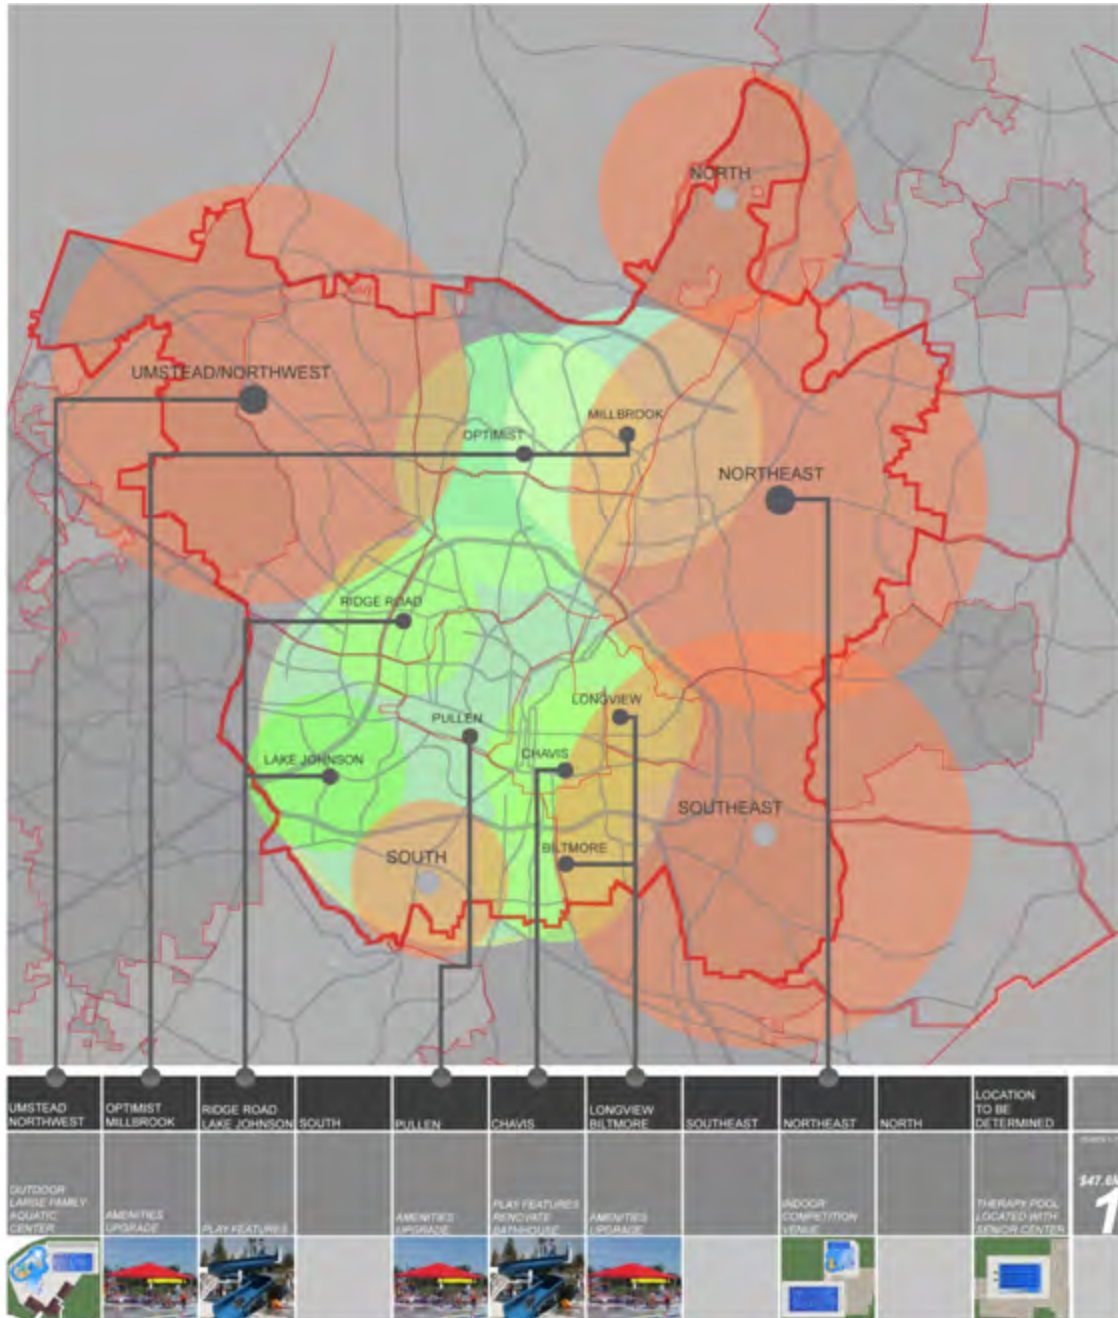 NORTH
UMSTEAD/NORTHWEST
MILLBROOK
OPTIMIST
NORTHEAST
RIDGE ROAD
LONGVIEW
PULLEN
CHAVIS
LAKE JOHNSON
SOUTHEAST
BILTMORE
SOUTH
UMSTEAD
NORTHWEST
OPTIMIST
MILLBROOK
RIDGE ROAD
LAKE JOHNSON
SOUTH
PULLEN
CHAVIS
LONGVIEW
BILTMORE
SOUTHEAST
NORTHEAST
NORTH
LOCATION
TO BE
DETERMINED
OUTDOOR
LARGE FAMILY
AQUATIC
CENTER
AMENITIES
UPGRADE
PLAY FEATURES
AMENITIES
UPGRADE
PLAY FEATURES
RENOVATE
BATHHOUSE
AMENITIES
UPGRADE
INDOOR
COMPETITION
VENUE
THERAPY POOL
LOCATED WITH
SENIOR CENTER
$47.6
1